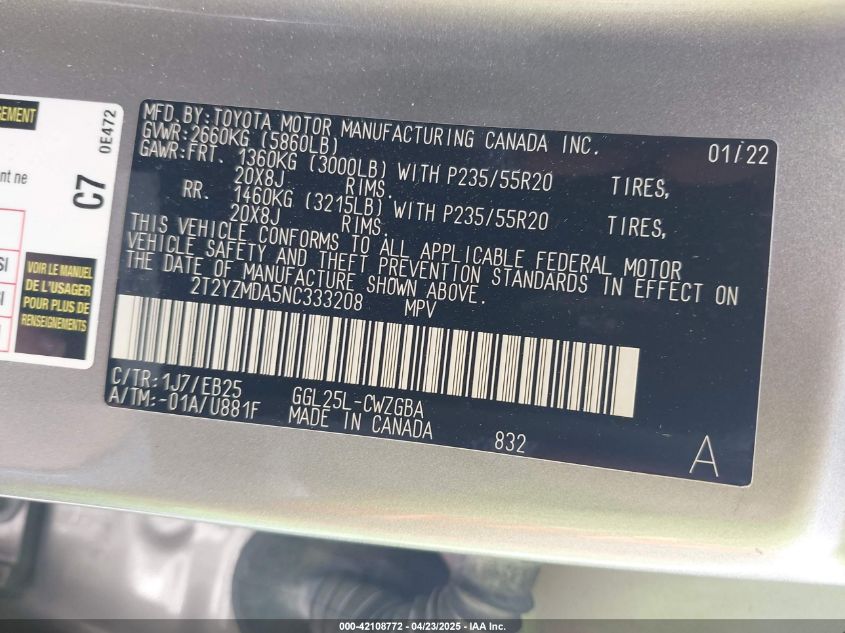 GEMENT
0E472
C7
nt ne
SI
SI
SI
VOIR LE MANUEL
DE L'USAGER
POUR PLUS DE
RENSEIGNEMENTS
MFD.BY:TOYOTA MOTOR MANUFACTURING CANADA INC. 01/22
GVWR:2660KG (5860LB)
GAWR:FRT. 1360KG (3000LB) WITH P235/55R20 TIRES,
20X8J RIMS.
RR. 1460KG (3215LB) WITH P235/55R20 TIRES,
20X8J RIMS.
THIS VEHICLE CONFORMS TO ALL APPLICABLE FEDERAL MOTOR
VEHICLE SAFETY AND THEFT PREVENTION STANDARDS IN EFFECT ON
THE DATE OF MANUFACTURE SHOWN ABOVE.
2T2YZMDA5NC333208 MPV
C/TR:1J7/EB25 GGL25L-CWZGBA
A/TM:-01A/U881F MADE IN CANADA 832
A
000-42108772 - 04/23/2025 - IAA Inc.